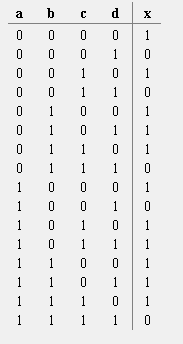 a b c d x
0 0 0 0 1
0 0 0 1 0
0 0 1 0 1
0 0 1 1 0
0 1 0 0 1
0 1 0 1 1
0 1 1 0 1
0 1 1 1 0
1 0 0 0 1
1 0 0 1 0
1 0 1 0 1
1 0 1 1 1
1 1 0 0 1
1 1 0 1 1
1 1 1 0 1
1 1 1 1 0